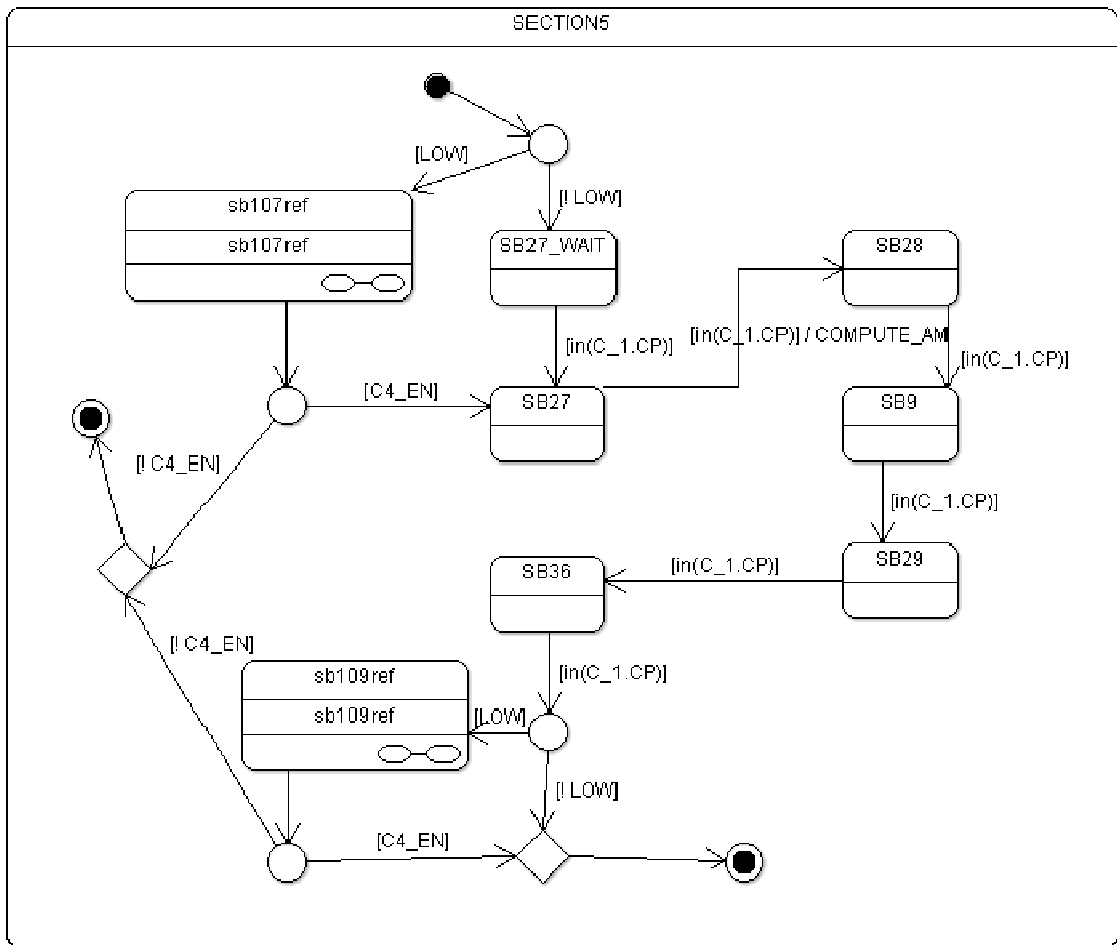 SECTION5
[LOW]
[! LOW]
sb107ref
sb107ref
SB27_WAIT
SB28
[in(C_1.CP)]
[in(C_1.CP)] / COMPUTE_AM
[in(C_1.CP)]
[C4_EN]
SB27
SB9
[! C4_EN]
[in(C_1.CP)]
SB36
[in(C_1.CP)]
SB29
[! C4_EN]
[in(C_1.CP)]
sb109ref
sb109ref
[LOW]
[! LOW]
[C4_EN]